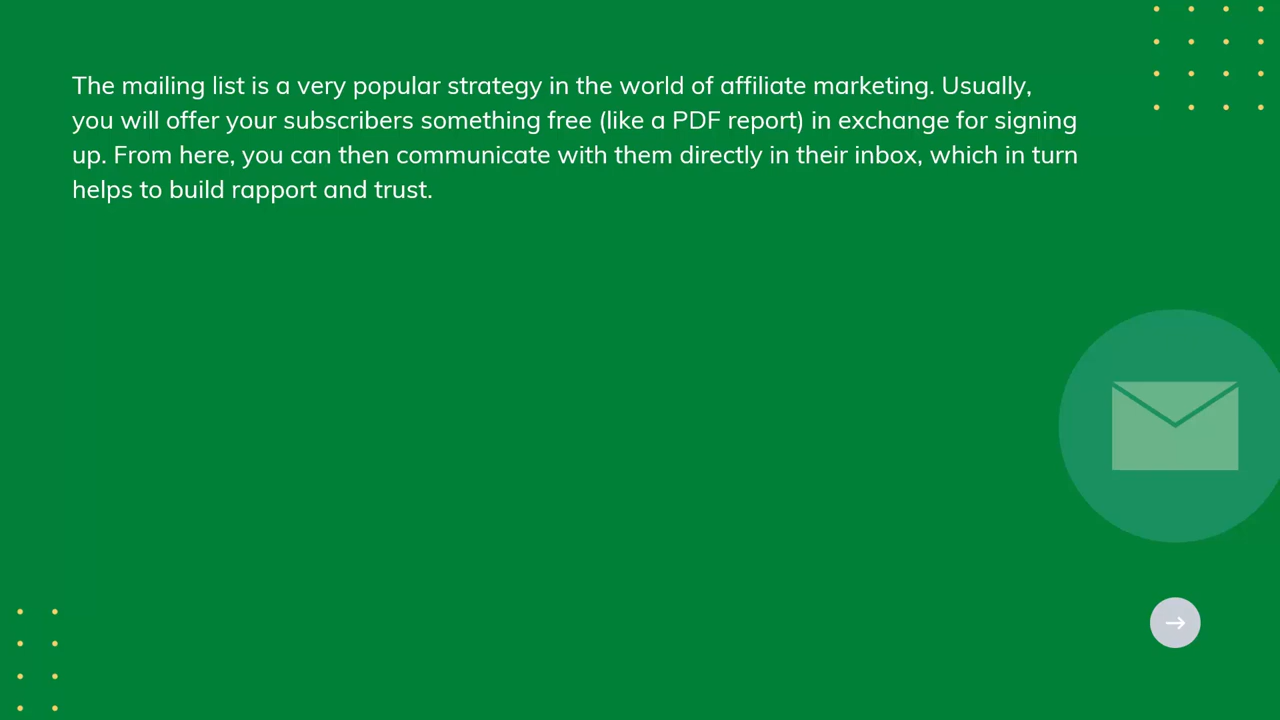 The mailing list is a very popular strategy in the world of affiliate marketing. Usually,
you will offer your subscribers something free (like a PDF report) in exchange for signing
up. From here, you can then communicate with them directly in their inbox, which in turn
helps to build rapport and trust.